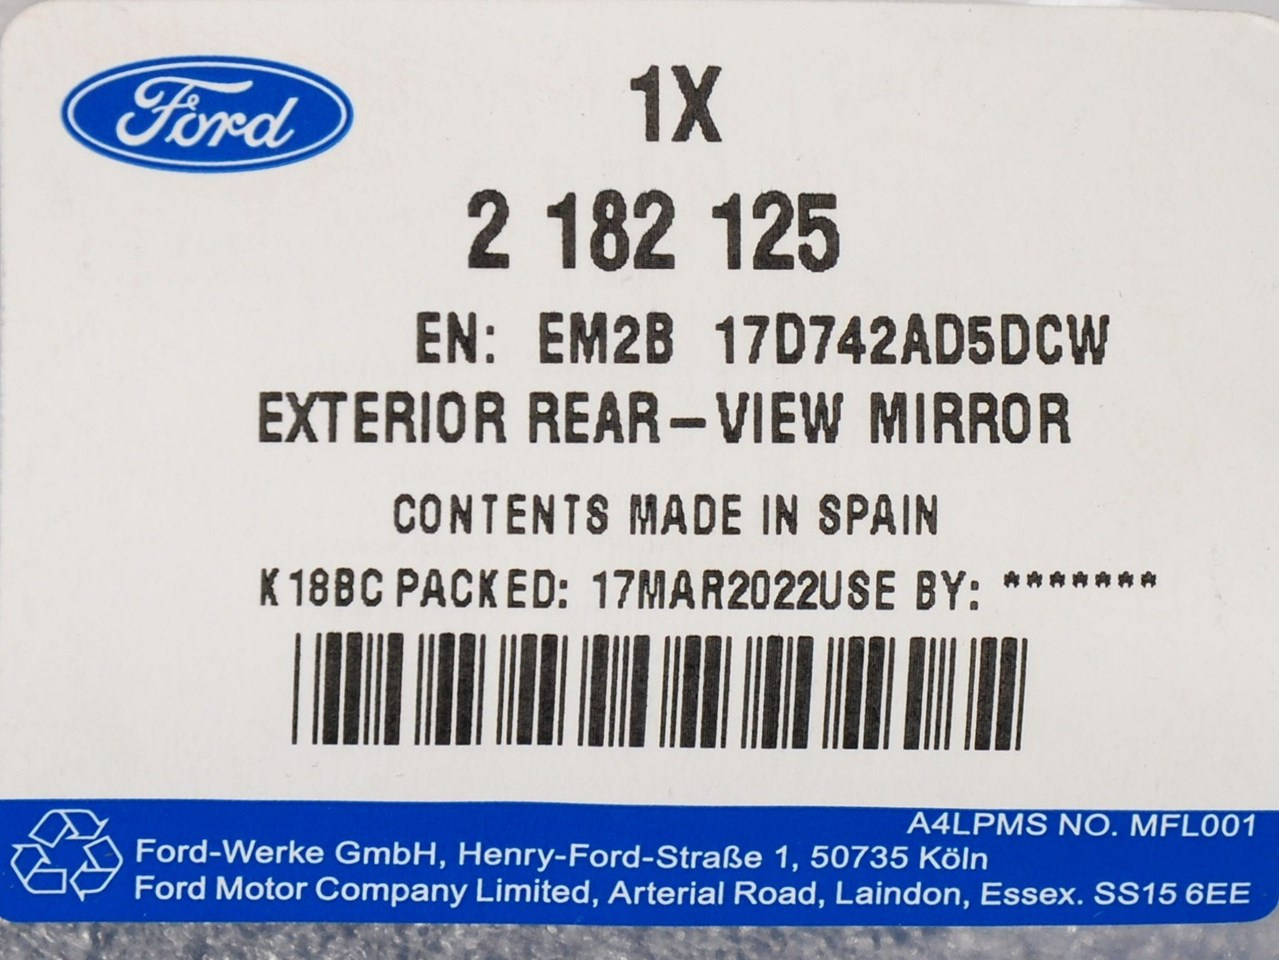 Ford
1X
2 182 125
EN: EM2B 17D742AD5DCW
EXTERIOR REAR-VIEW MIRROR
CONTENTS MADE IN SPAIN
K18BC PACKED: 17MAR2022USE BY: *******
A4LPMS NO. MFL001
Ford-Werke GmbH, Henry-Ford-Straße 1, 50735 Köln
Ford Motor Company Limited, Arterial Road, Laindon, Essex. SS15 6EE